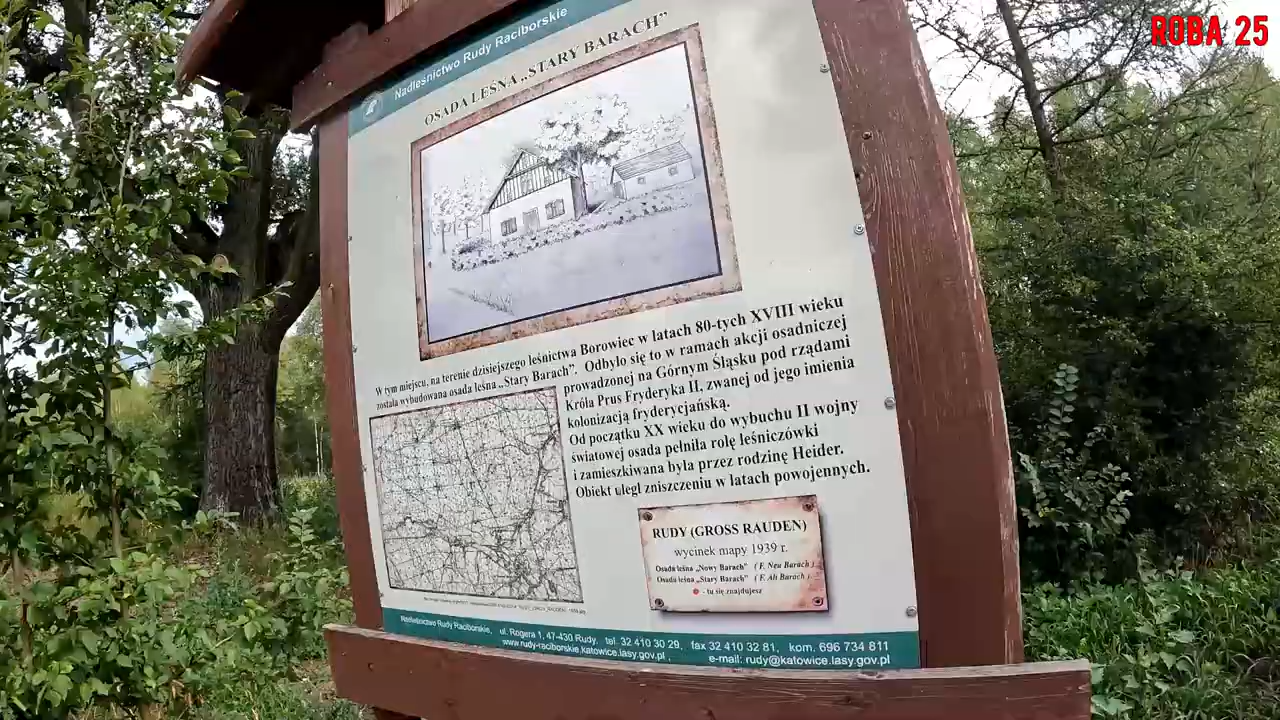 ROBA 25
Nadleśnictwo Rudy Raciborskie
OSADA LEŚNA „STARY BARACH”
W tym miejscu, na terenie dzisiejszego leśnictwa Borowiec w latach 80-tych XVIII wieku
została wybudowana osada leśna „Stary Barach”. Odbyło się to w ramach akcji osadniczej
prowadzonej na Górnym Śląsku pod rządami
Króla Prus Fryderyka II, zwanej od jego imienia
kolonizacją fryderycjańską.
Od początku XX wieku do wybuchu II wojny
światowej osada pełniła rolę leśniczówki
i zamieszkiwana była przez rodzinę Heider.
Obiekt uległ zniszczeniu w latach powojennych.
RUDY (GROSS RAUDEN)
wycinek mapy 1939 r.
Osada leśna „Nowy Barach” ( F. Neu Barach )
Osada leśna „Stary Barach” ( F. Alt Barach )
- tu się znajdujesz
Nadleśnictwo Rudy Raciborskie, ul. Rogera 1, 47-430 Rudy, tel. 32 410 30 29, fax 32 410 32 81, kom. 696 734 811
www.rudy-raciborskie.katowice.lasy.gov.pl , e-mail: rudy@katowice.lasy.gov.pl